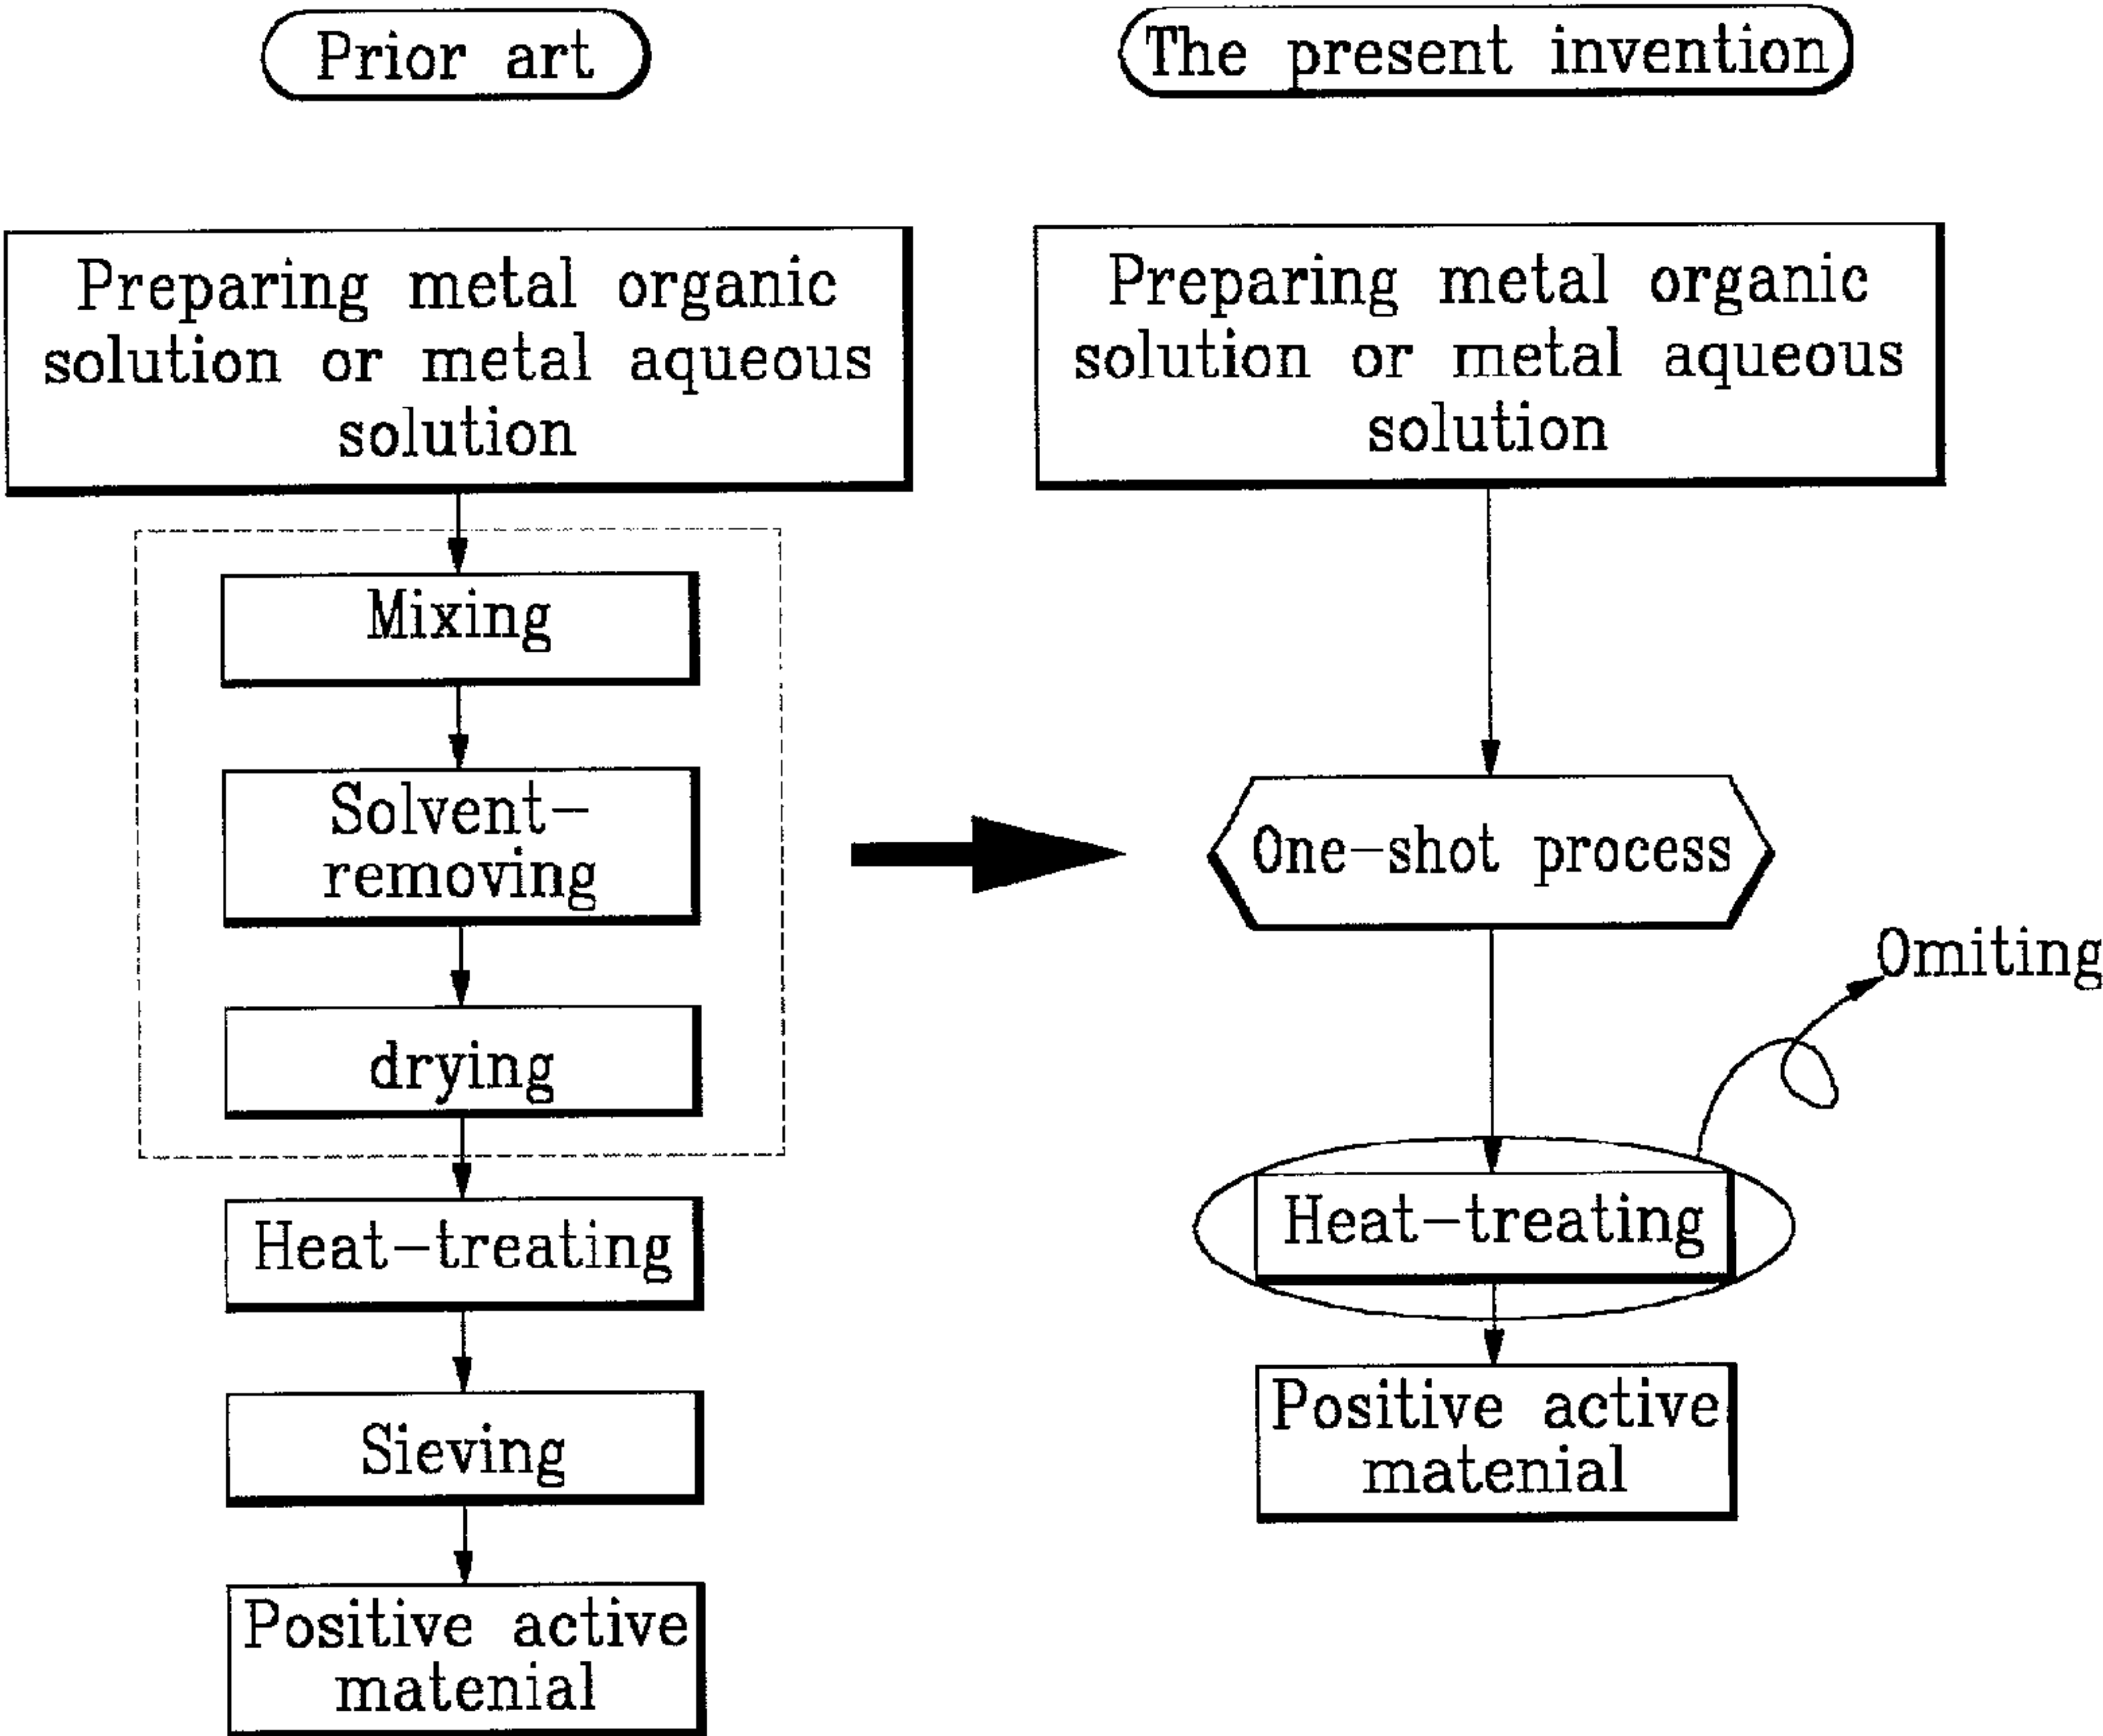 Prior art
Preparing metal organic
solution or metal aqueous
solution
Mixing
Solvent-
removing
drying
Heat-treating
Sieving
Positive active
matenial
The present invention
Preparing metal organic
solution or metal aqueous
solution
One-shot process
Omiting
Heat-treating
Positive active
matenial